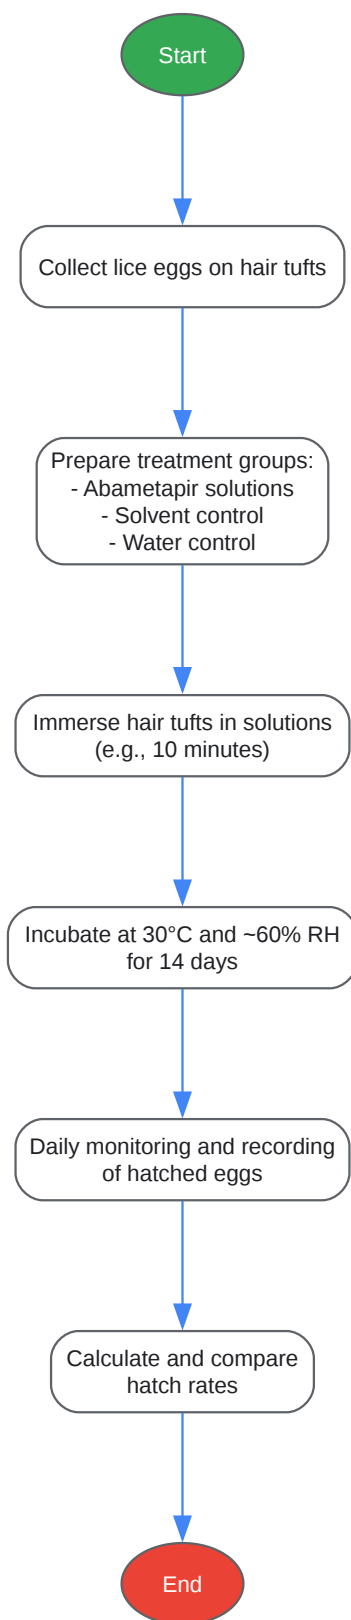 Start
Collect lice eggs on hair tufts
Prepare treatment groups:
- Abametapir solutions
- Solvent control
- Water control
Immerse hair tufts in solutions
(e.g., 10 minutes)
Incubate at 30°C and ~60% RH
for 14 days
Daily monitoring and recording
of hatched eggs
Calculate and compare
hatch rates
End